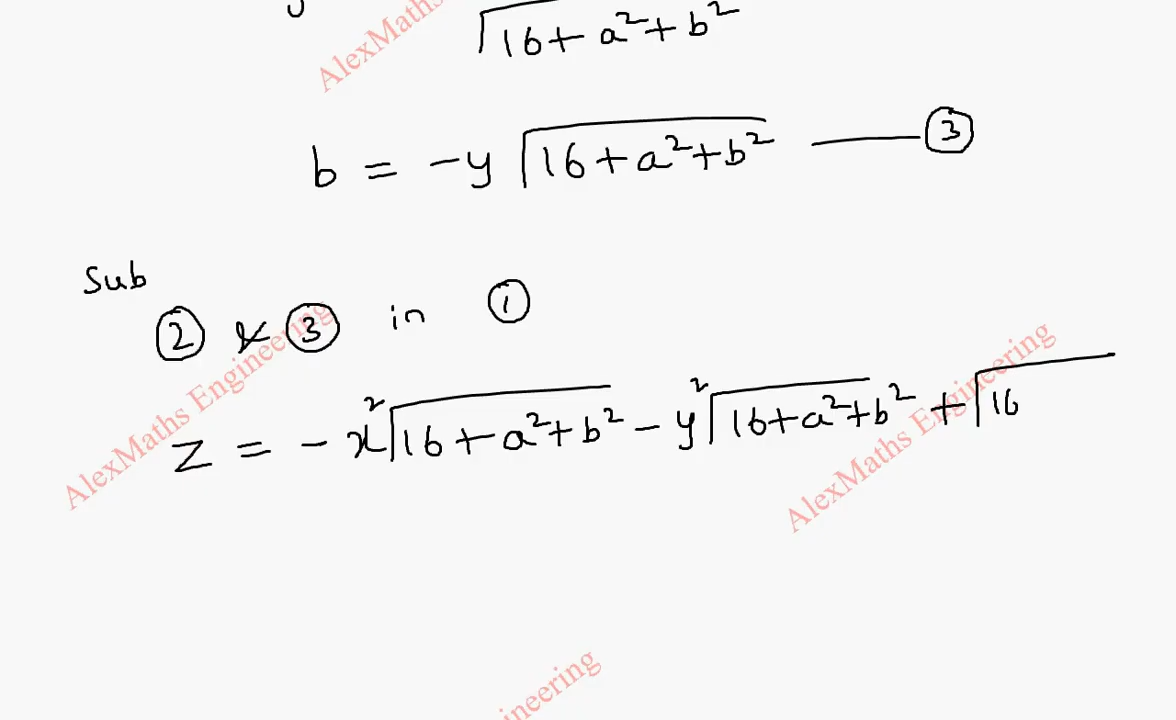 y
√16+a²+b²
b = -y √16+a²+b² —— ③
Sub
② & ③ in ①
z = - x² √16+a²+b² - y² √16+a²+b² + √16
AlexMaths
AlexMaths Engineering
AlexMaths Engineering
neering